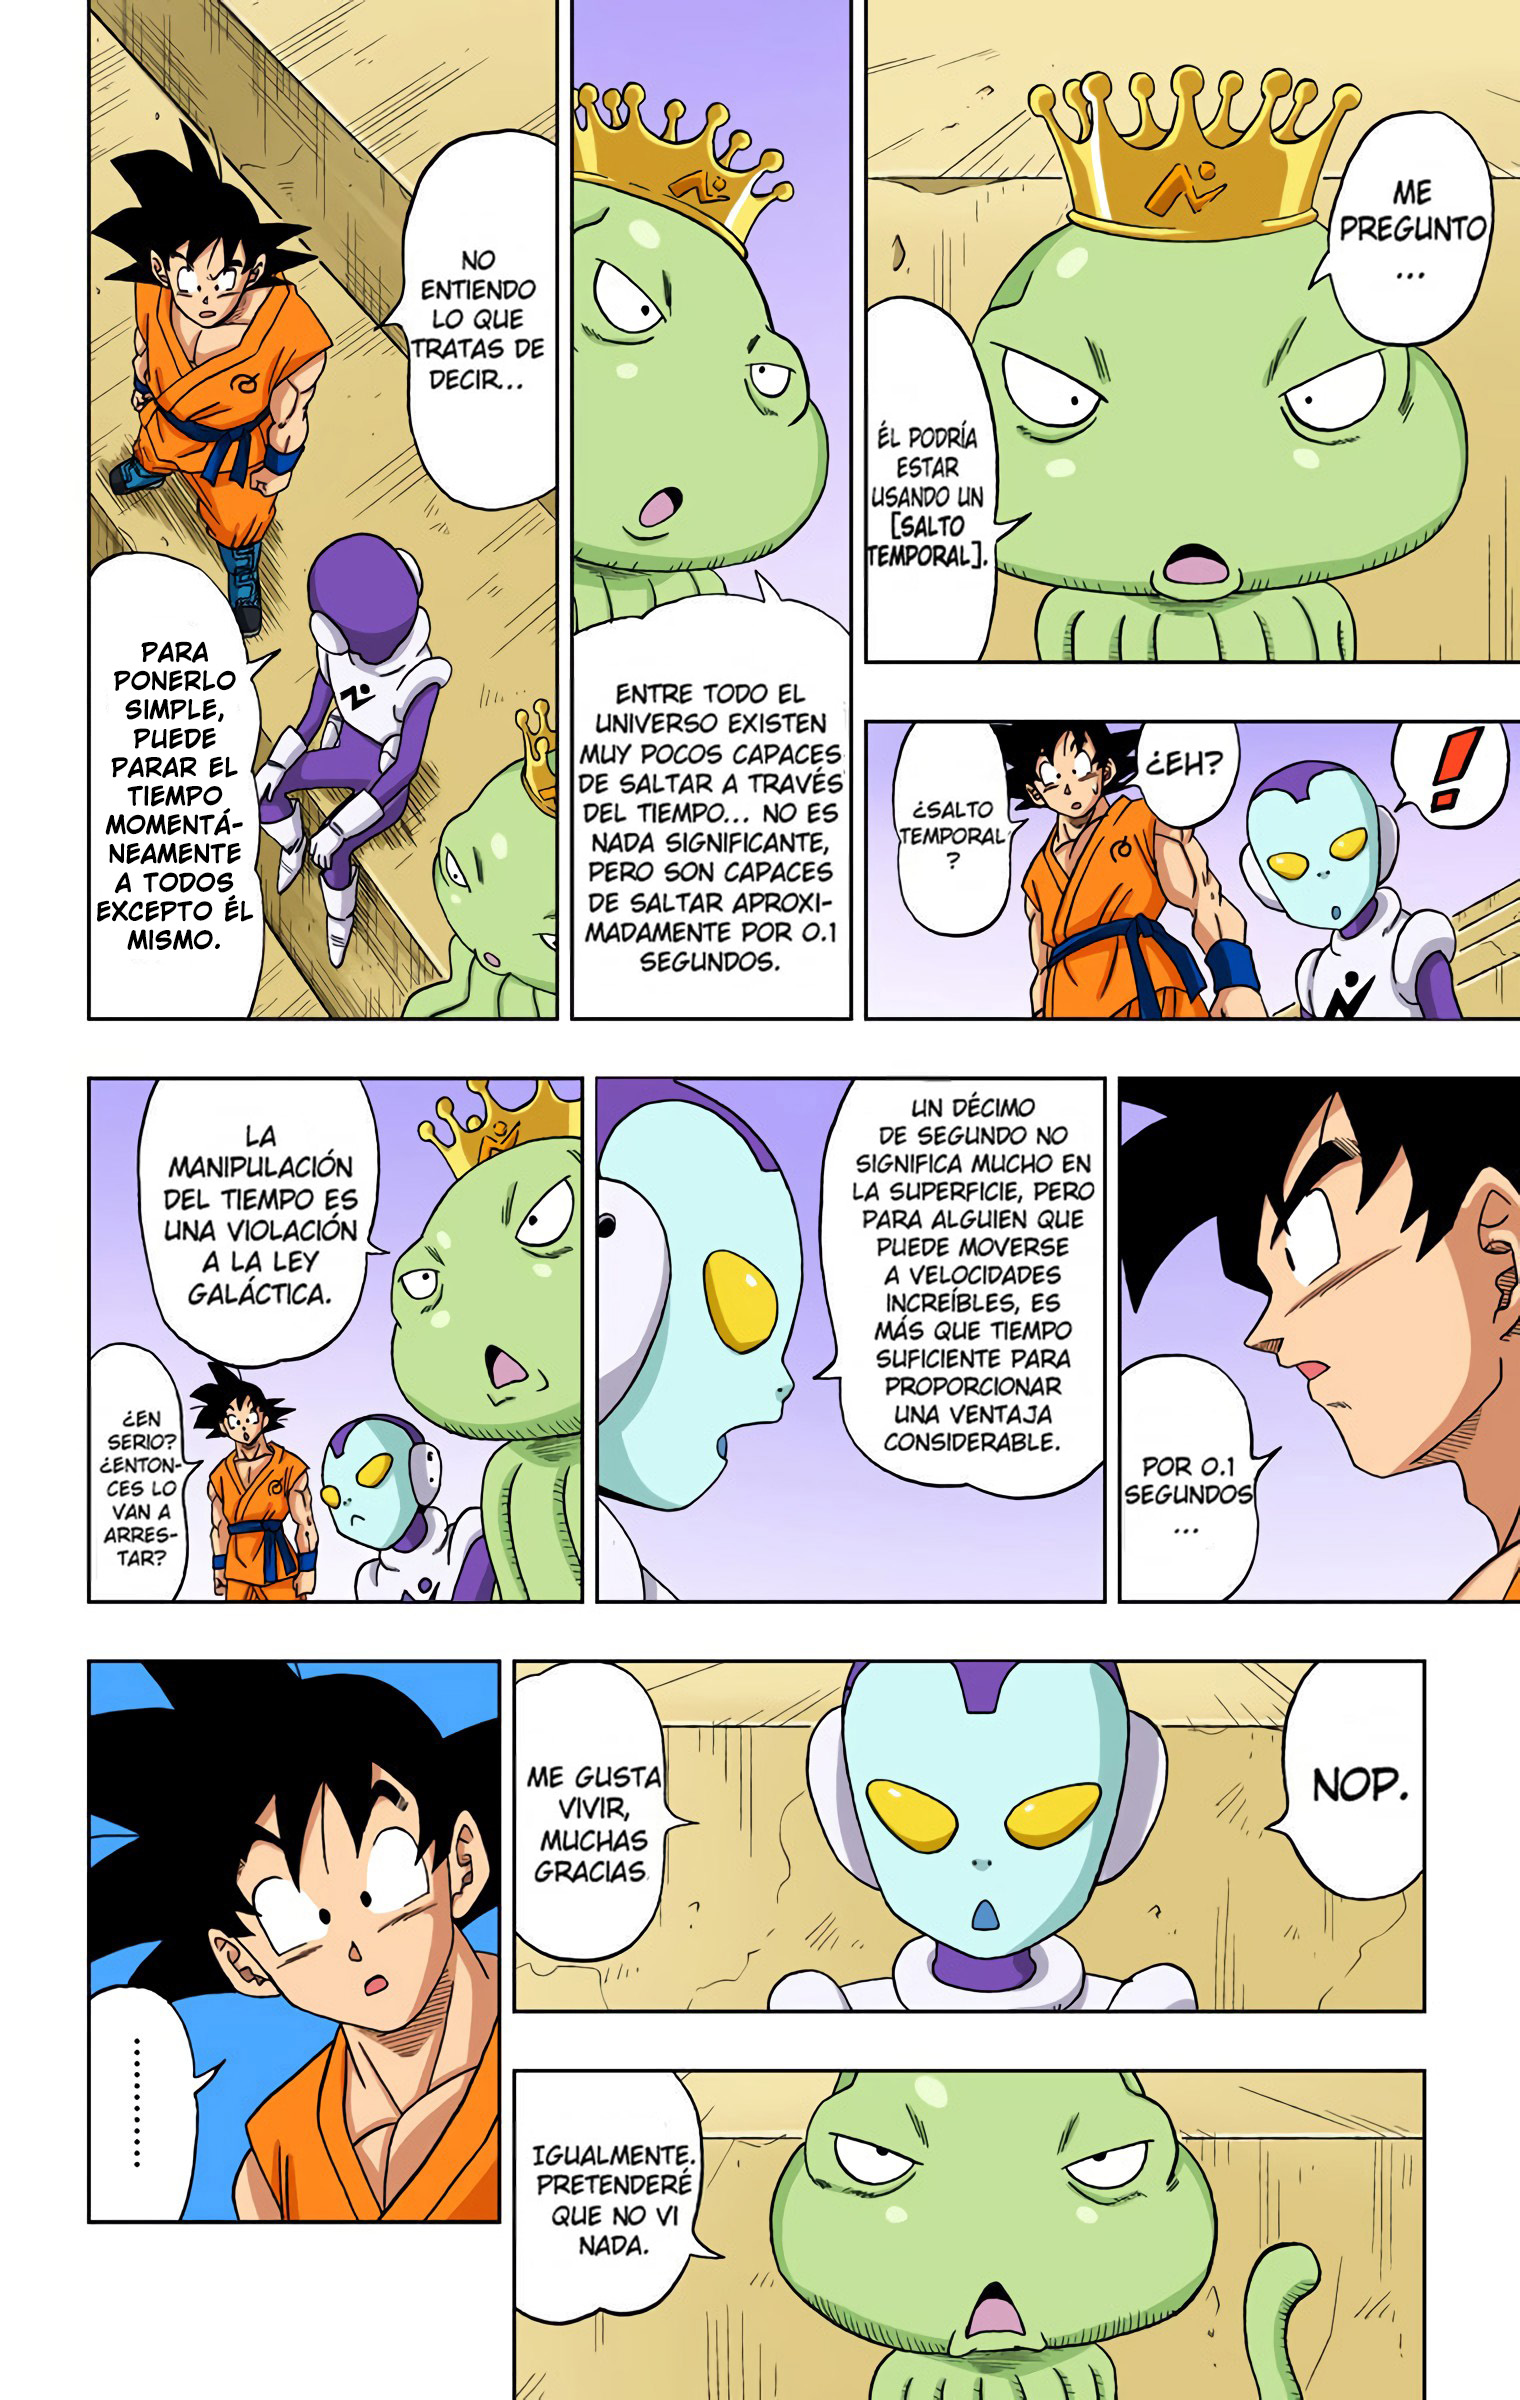 ME
PREGUNTO
...
ÉL PODRÍA
ESTAR
USANDO UN
[SALTO
TEMPORAL].
¿EH?
¿SALTO
TEMPORAL
?
!
ENTRE TODO EL
UNIVERSO EXISTEN
MUY POCOS CAPACES
DE SALTAR A TRAVÉS
DEL TIEMPO... NO ES
NADA SIGNIFICANTE,
PERO SON CAPACES
DE SALTAR APROXI-
MADAMENTE POR 0.1
SEGUNDOS.
NO
ENTIENDO
LO QUE
TRATAS DE
DECIR...
PARA
PONERLO
SIMPLE,
PUEDE
PARAR EL
TIEMPO
MOMENTÁ-
NEAMENTE
A TODOS
EXCEPTO ÉL
MISMO.
POR 0.1
SEGUNDOS
...
UN DÉCIMO
DE SEGUNDO NO
SIGNIFICA MUCHO EN
LA SUPERFICIE, PERO
PARA ALGUIEN QUE
PUEDE MOVERSE
A VELOCIDADES
INCREÍBLES, ES
MÁS QUE TIEMPO
SUFICIENTE PARA
PROPORCIONAR
UNA VENTAJA
CONSIDERABLE.
LA
MANIPULACIÓN
DEL TIEMPO ES
UNA VIOLACIÓN
A LA LEY
GALÁCTICA.
¿EN
SERIO?
¿ENTON-
CES LO
VAN A
ARRES-
TAR?
NOP.
ME GUSTA
VIVIR,
MUCHAS
GRACIAS.
IGUALMENTE.
PRETENDERÉ
QUE NO VI
NADA.
..........